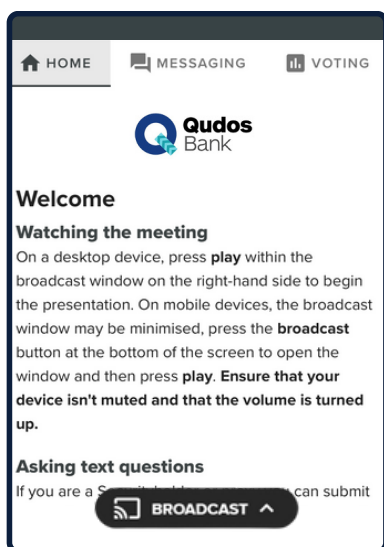 HOME MESSAGING VOTING
Qudos
Bank
Welcome
Watching the meeting
On a desktop device, press play within the
broadcast window on the right-hand side to begin
the presentation. On mobile devices, the broadcast
window may be minimised, press the broadcast
button at the bottom of the screen to open the
window and then press play. Ensure that your
device isn't muted and that the volume is turned
up.
Asking text questions
If you are a can submit
BROADCAST